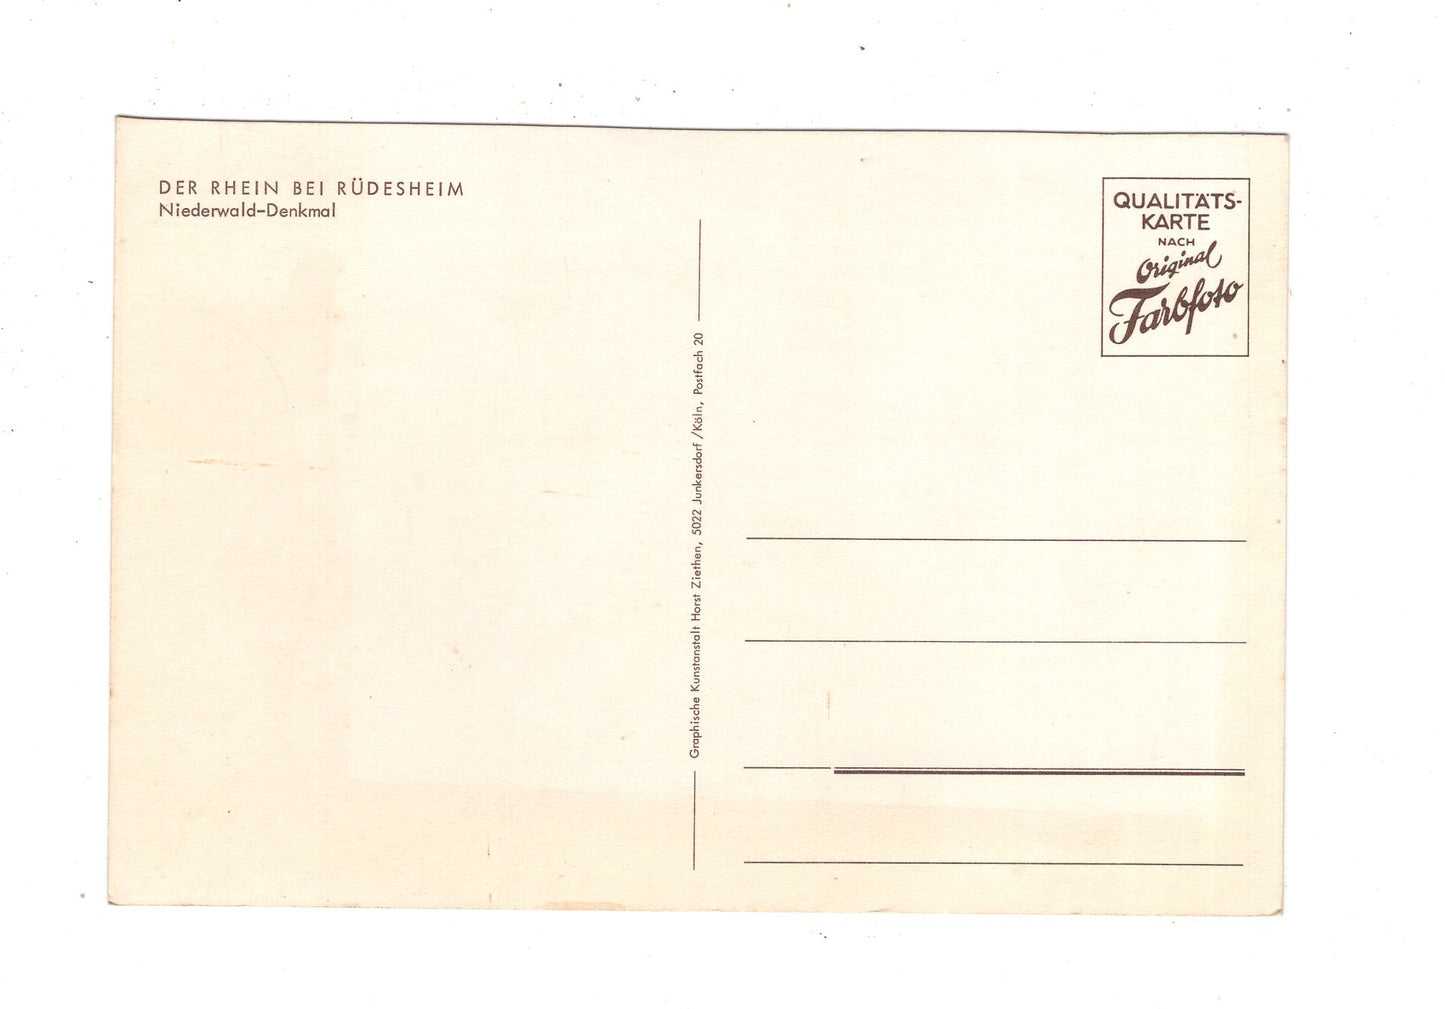 DER RHEIN BEI RÜDESHEIM
Niederwald-Denkmal
QUALITÄTS-
KARTE
NACH
Original
Farbfoto
Graphische Kunstanstalt Horst Ziethen, 5022 Junkersdorf /Köln, Postfach 20